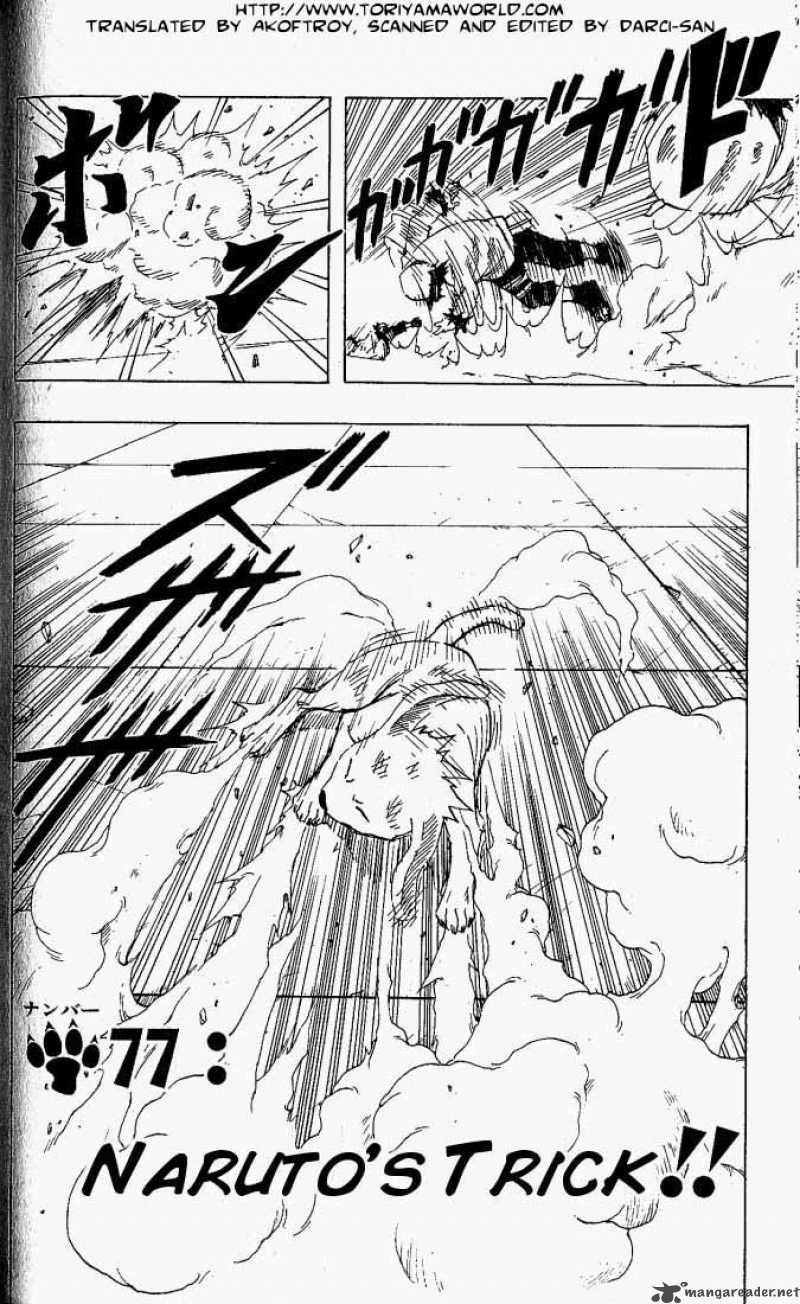 HTTP://WWW.TORIYAMAWORLD.COM
TRANSLATED BY AKOFTROY, SCANNED AND EDITED BY DARCI-SAN
ガガガガド
ボンッ
ズザザザ
ナンバー
77:
NARUTO'S TRICK!!
mangareader.net